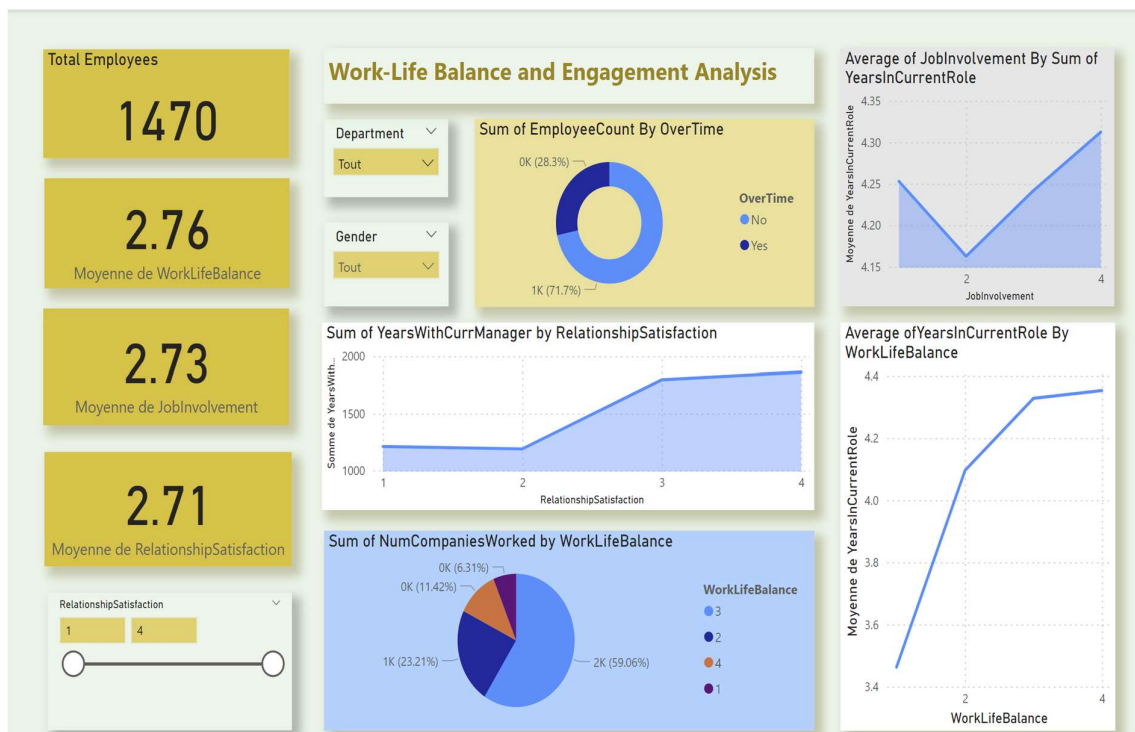 Total Employees
1470
2.76
Moyenne de WorkLifeBalance
2.73
Moyenne de JobInvolvement
2.71
Moyenne de RelationshipSatisfaction
RelationshipSatisfaction
1 4
Work-Life Balance and Engagement Analysis
Department
Tout
Gender
Tout
Sum of EmployeeCount By OverTime
0K (28.3%)
1K (71.7%)
OverTime
No
Yes
Sum of YearsWithCurrManager by RelationshipSatisfaction
Somme de YearsWith...
2000
1500
1000
1 2 3 4
RelationshipSatisfaction
Sum of NumCompaniesWorked by WorkLifeBalance
0K (6.31%)
0K (11.42%)
1K (23.21%)
2K (59.06%)
WorkLifeBalance
3
2
4
1
Average of JobInvolvement By Sum of
YearsInCurrentRole
Moyenne de YearsInCurrentRole
4.35
4.30
4.25
4.20
4.15
2 4
JobInvolvement
Average ofYearsInCurrentRole By
WorkLifeBalance
Moyenne de YearsInCurrentRole
4.4
4.2
4.0
3.8
3.6
3.4
2 4
WorkLifeBalance